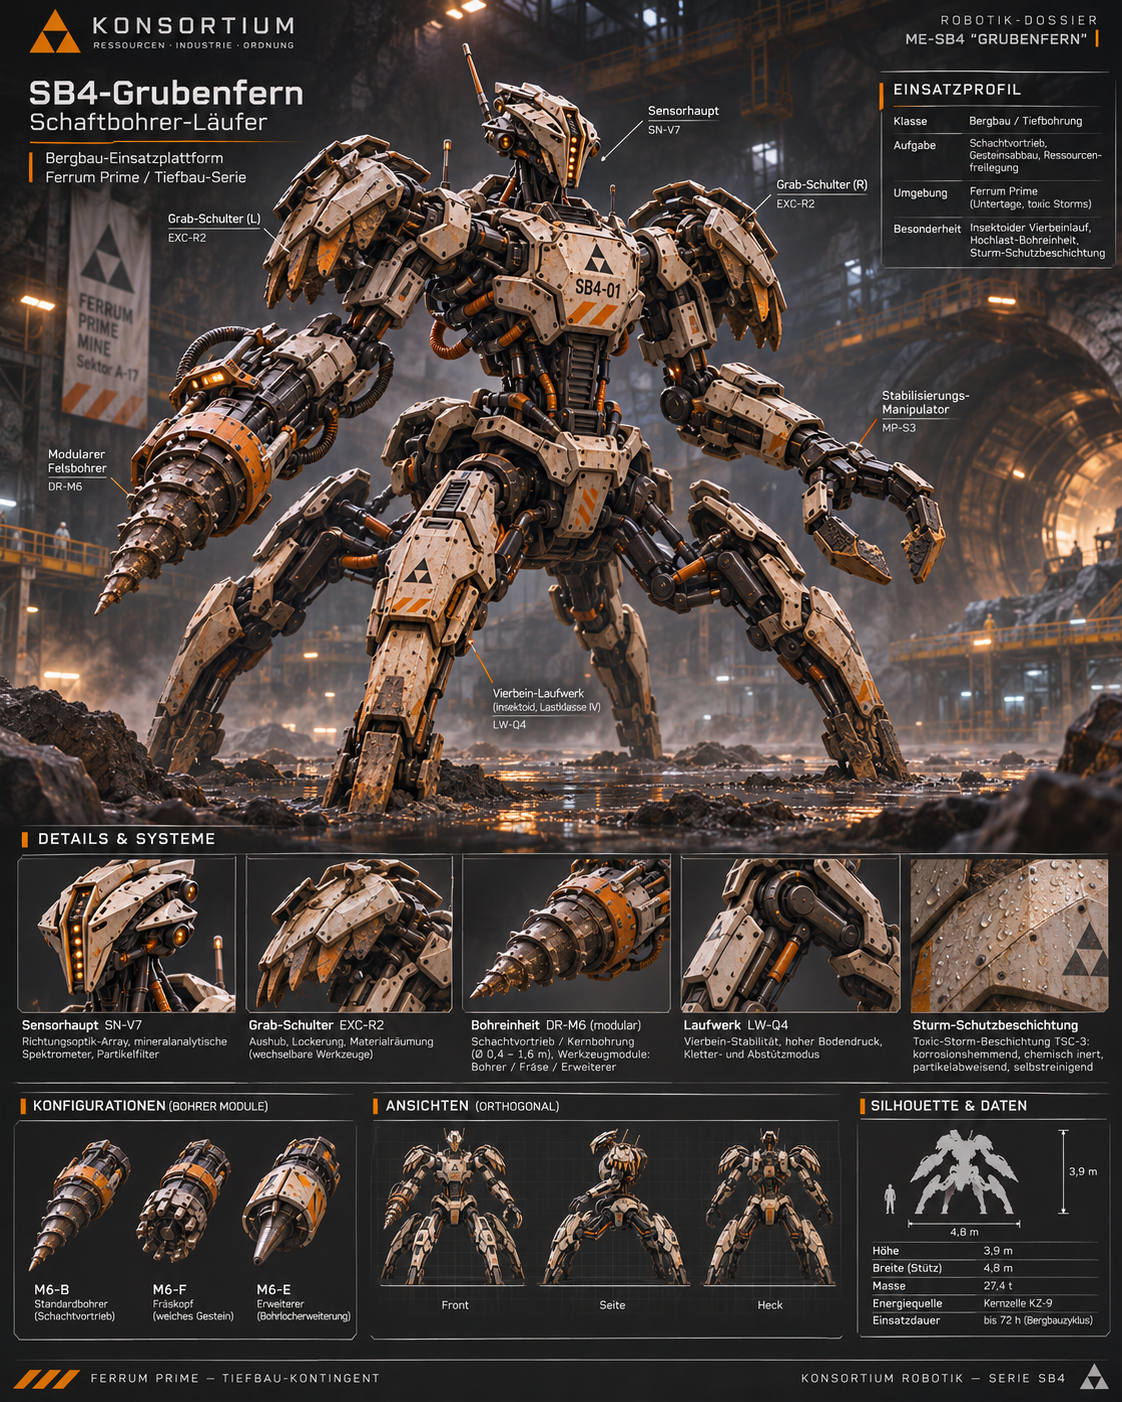 KONSORTIUM
RESSOURCEN · INDUSTRIE · ORDNUNG
ROBOTIK-DOSSIER
ME-SB4 “GRUBENFERN”
SB4-Grubenfern
Schaftbohrer-Läufer
Bergbau-Einsatzplattform
Ferrum Prime / Tiefbau-Serie
EINSATZPROFIL
Klasse Bergbau / Tiefbohrung
Aufgabe Schachtvortrieb,
Gesteinsabbau, Ressourcen-
freilegung
Umgebung Ferrum Prime
(Untertage, toxic Storms)
Besonderheit Insektoider Vierbeinlauf,
Hochlast-Bohreinheit,
Sturm-Schutzbeschichtung
Sensorhaupt
SN-V7
Grab-Schulter (R)
EXC-R2
Grab-Schulter (L)
EXC-R2
SB4-01
FERRUM
PRIME
MINE
Sektor A-17
Stabilisierungs-
Manipulator
MP-S3
Modularer
Felsbohrer
DR-M6
Vierbein-Laufwerk
(insektoid, Lastklasse IV)
LW-Q4
DETAILS & SYSTEME
Sensorhaupt SN-V7
Richtungsoptik-Array, mineralanalytische
Spektrometer, Partikelfilter
Grab-Schulter EXC-R2
Aushub, Lockerung, Materialräumung
(wechselbare Werkzeuge)
Bohreinheit DR-M6 (modular)
Schachtvortrieb / Kernbohrung
(Ø 0,4 – 1,6 m), Werkzeugmodule:
Bohrer / Fräse / Erweiterer
Laufwerk LW-Q4
Vierbein-Stabilität, hoher Bodendruck,
Kletter- und Abstützmodus
Sturm-Schutzbeschichtung
Toxic-Storm-Beschichtung TSC-3:
korrosionshemmend, chemisch inert,
partikelabweisend, selbstreinigend
KONFIGURATIONEN (BOHRER MODULE)
M6-B
Standardbohrer
(Schachtvortrieb)
M6-F
Fräskopf
(weiches Gestein)
M6-E
Erweiterer
(Bohrlocherweiterung)
ANSICHTEN (ORTHOGONAL)
Front
Seite
Heck
SILHOUETTE & DATEN
3,9 m
4,8 m
Höhe 3,9 m
Breite (Stütz) 4,8 m
Masse 27,4 t
Energiequelle Kernzelle KZ-9
Einsatzdauer bis 72 h (Bergbauzyklus)
FERRUM PRIME — TIEFBAU-KONTINGENT
KONSORTIUM ROBOTIK — SERIE SB4